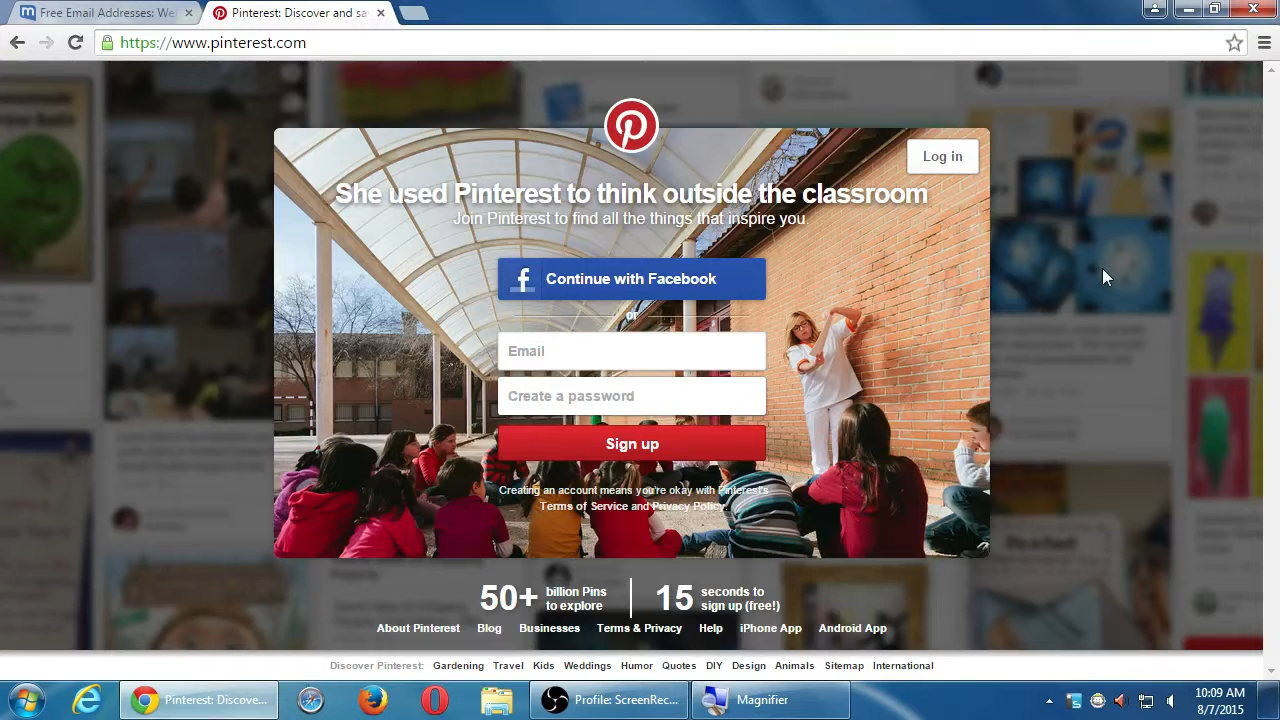 Free Email Addresses: We
Pinterest: Discover and sa
https://www.pinterest.com
Log in
She used Pinterest to think outside the classroom
Join Pinterest to find all the things that inspire you.
f Continue with Facebook
or
Email
Create a password
Sign up
Creating an account means you're okay with Pinterest's
Terms of Service and Privacy Policy.
50+ billion Pins
to explore
15 seconds to
sign up (free!)
About Pinterest Blog Businesses Terms & Privacy Help iPhone App Android App
Discover Pinterest: Gardening Travel Kids Weddings Humor Quotes DIY Design Animals Sitemap International
Pinterest: Discove... Profile: ScreenRec... Magnifier
10:09 AM
8/7/2015